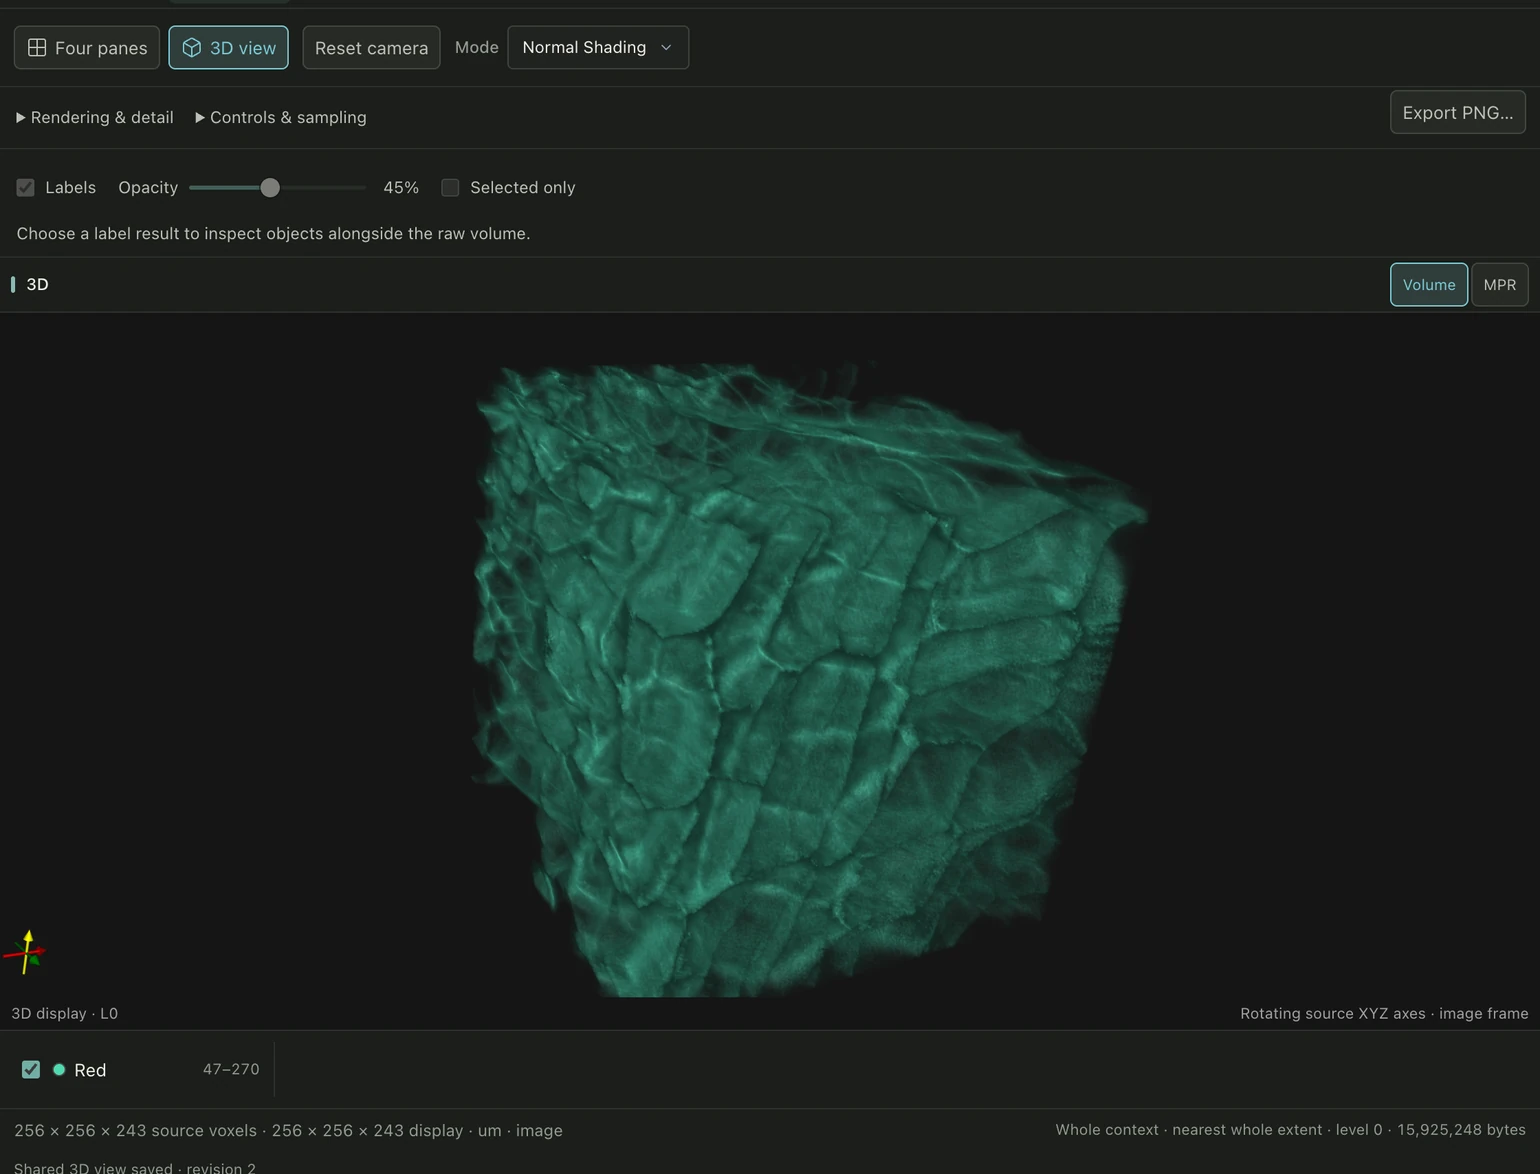 Four panes 3D view Reset camera Mode Normal Shading
Rendering & detail Controls & sampling Export PNG...
Labels Opacity 45% Selected only
Choose a label result to inspect objects alongside the raw volume.
3D Volume MPR
3D display · L0 Rotating source XYZ axes · image frame
Red 47–270
256 × 256 × 243 source voxels · 256 × 256 × 243 display · um · image Whole context · nearest whole extent · level 0 · 15,925,248 bytes
Shared 3D view saved · revision 2